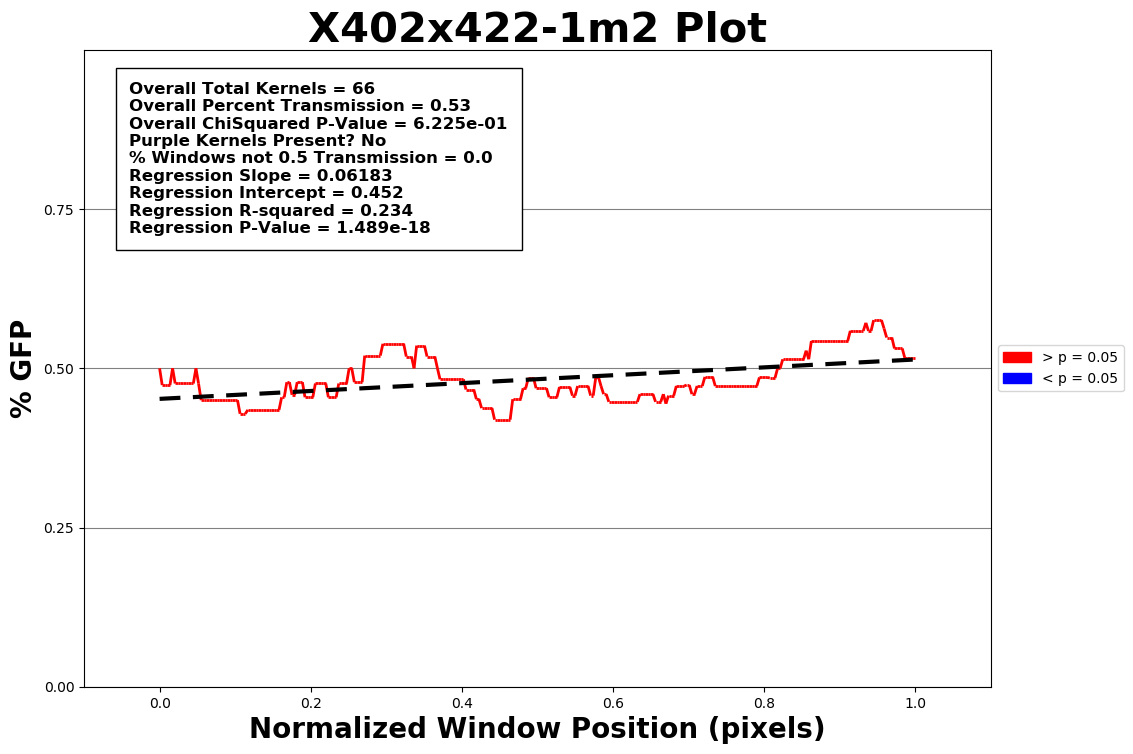 X402x422-1m2 Plot
Overall Total Kernels = 66
Overall Percent Transmission = 0.53
Overall ChiSquared P-Value = 6.225e-01
Purple Kernels Present? No
% Windows not 0.5 Transmission = 0.0
Regression Slope = 0.06183
Regression Intercept = 0.452
Regression R-squared = 0.234
Regression P-Value = 1.489e-18
0.75
0.50
0.25
0.00
% GFP
> p = 0.05
< p = 0.05
0.0 0.2 0.4 0.6 0.8 1.0
Normalized Window Position (pixels)